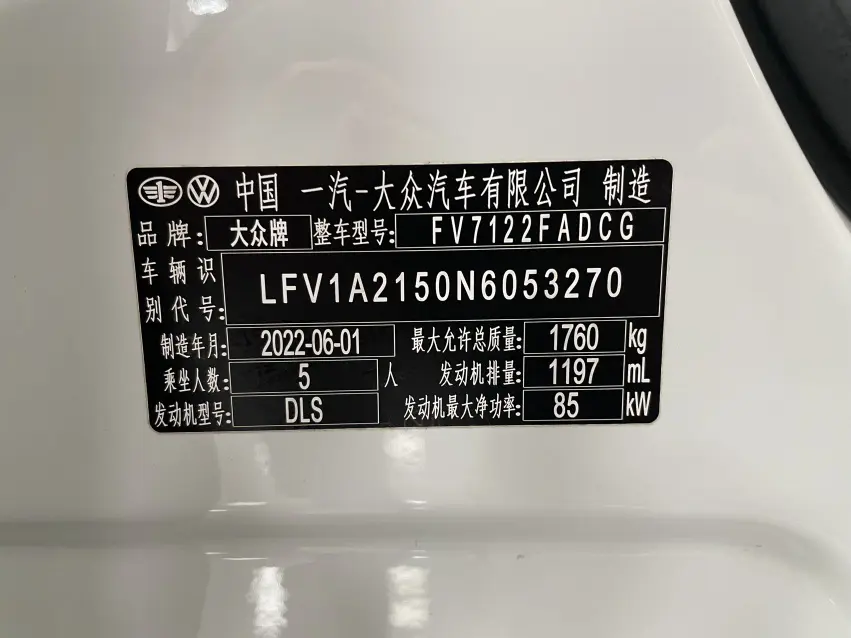 中国 一汽-大众汽车有限公司 制造
品牌: 大众牌 整车型号: FV7122FADCG
车辆识别代号: LFV1A2150N6053270
制造年月: 2022-06-01 最大允许总质量: 1760 kg
乘坐人数: 5 人 发动机排量: 1197 mL
发动机型号: DLS 发动机最大净功率: 85 kW